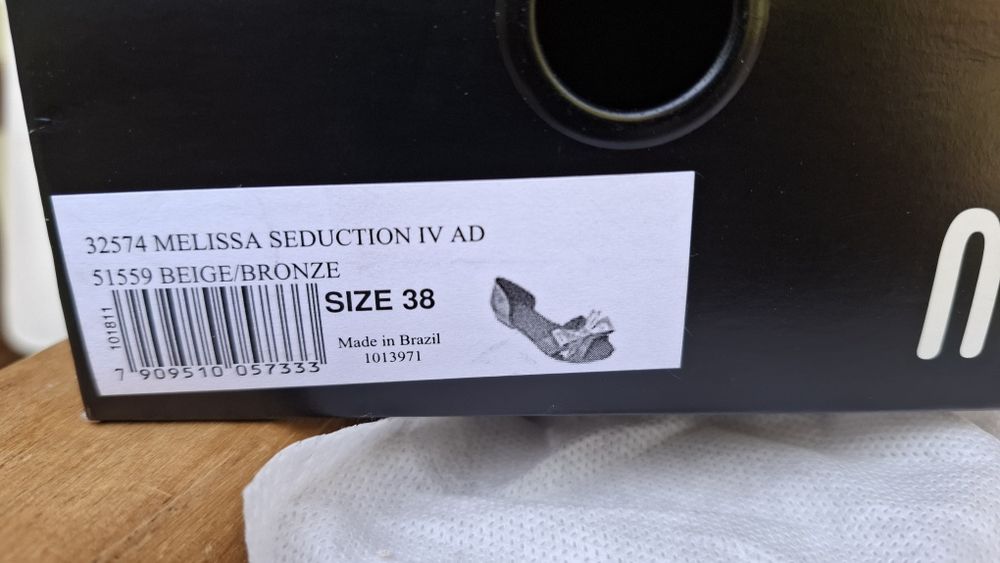 32574 MELISSA SEDUCTION IV AD
51559 BEIGE/BRONZE
SIZE 38
101811
Made in Brazil
1013971
7 909510 057333